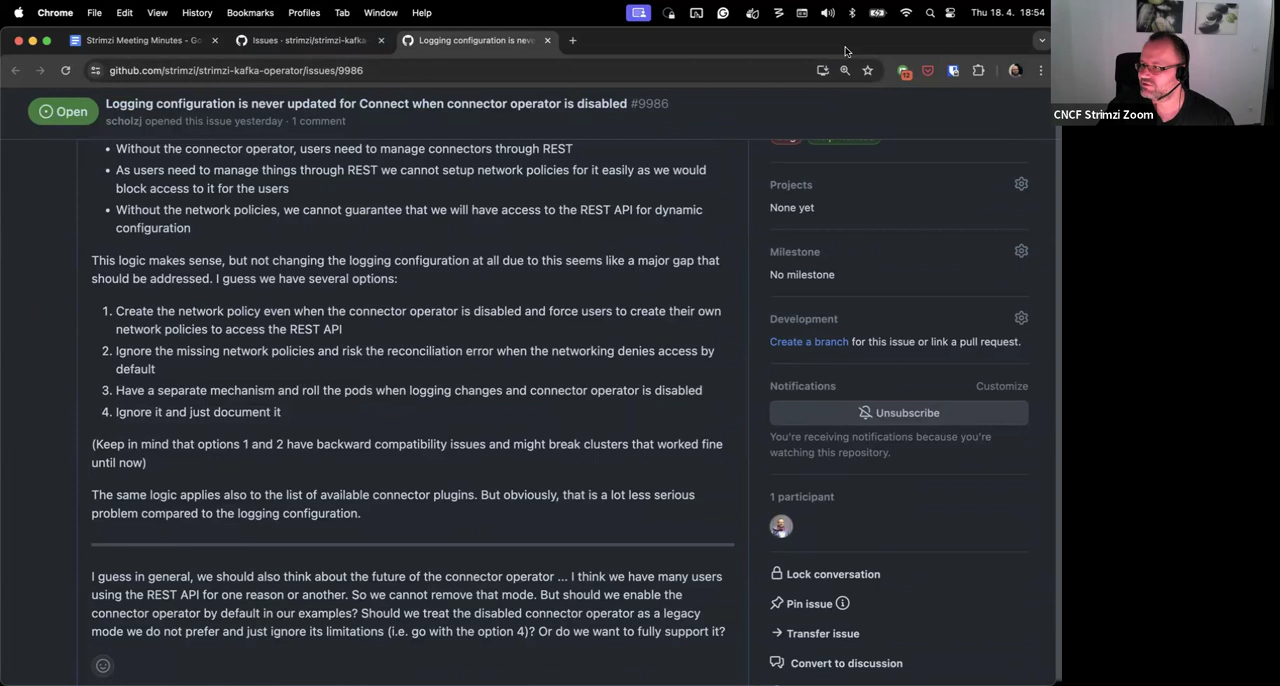 Chrome File Edit View History Bookmarks Profiles Tab Window Help Thu 18. 4. 18:54
Strimzi Meeting Minutes - Go Issues · strimzi/strimzi-kafka Logging configuration is neve
github.com/strimzi/strimzi-kafka-operator/issues/9986
12
CNCF Strimzi Zoom
Open
Logging configuration is never updated for Connect when connector operator is disabled #9986
scholzj opened this issue yesterday · 1 comment
Without the connector operator, users need to manage connectors through REST
As users need to manage things through REST we cannot setup network policies for it easily as we would
block access to it for the users
Without the network policies, we cannot guarantee that we will have access to the REST API for dynamic
configuration
This logic makes sense, but not changing the logging configuration at all due to this seems like a major gap that
should be addressed. I guess we have several options:
1. Create the network policy even when the connector operator is disabled and force users to create their own
network policies to access the REST API
2. Ignore the missing network policies and risk the reconciliation error when the networking denies access by
default
3. Have a separate mechanism and roll the pods when logging changes and connector operator is disabled
4. Ignore it and just document it
(Keep in mind that options 1 and 2 have backward compatibility issues and might break clusters that worked fine
until now)
The same logic applies also to the list of available connector plugins. But obviously, that is a lot less serious
problem compared to the logging configuration.
I guess in general, we should also think about the future of the connector operator ... I think we have many users
using the REST API for one reason or another. So we cannot remove that mode. But should we enable the
connector operator by default in our examples? Should we treat the disabled connector operator as a legacy
mode we do not prefer and just ignore its limitations (i.e. go with the option 4)? Or do we want to fully support it?
Projects
None yet
Milestone
No milestone
Development
Create a branch for this issue or link a pull request.
Notifications Customize
Unsubscribe
You're receiving notifications because you're
watching this repository.
1 participant
Lock conversation
Pin issue
Transfer issue
Convert to discussion